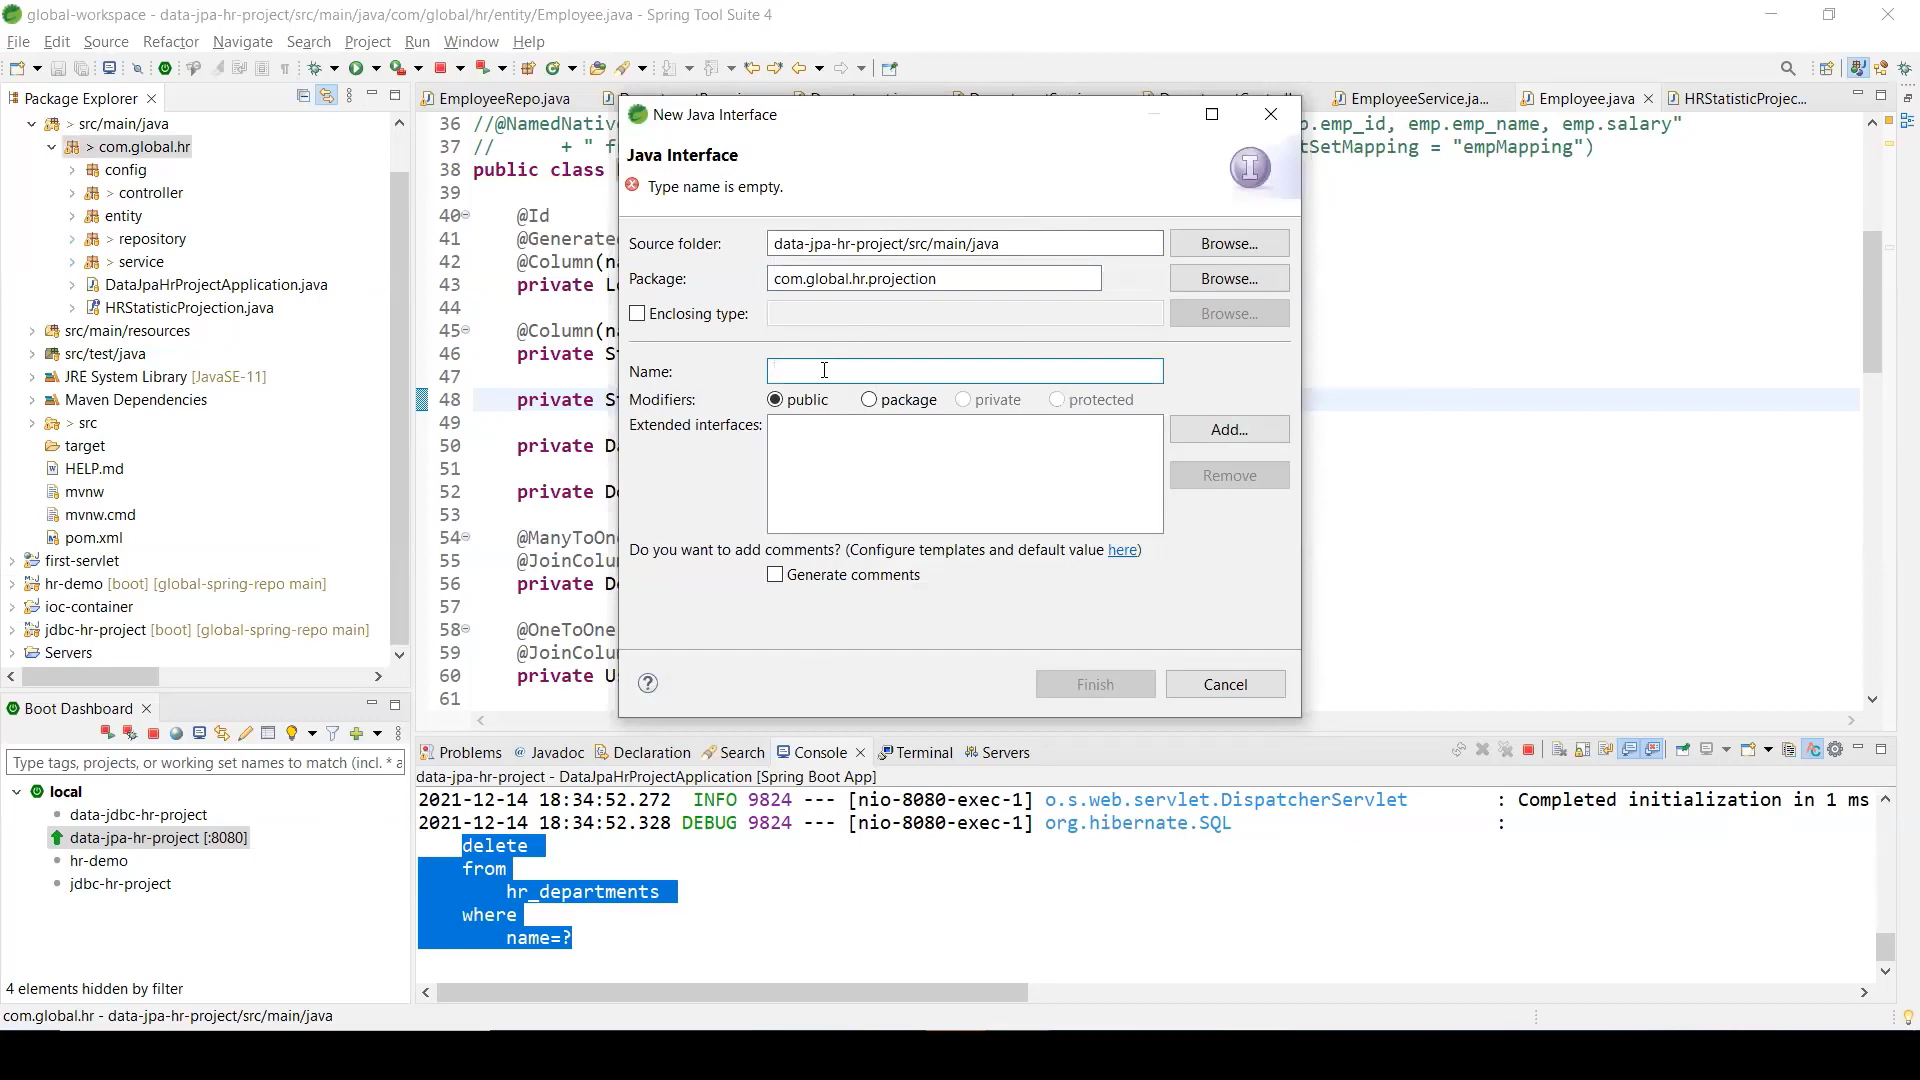 global-workspace - data-jpa-hr-project/src/main/java/com/global/hr/entity/Employee.java - Spring Tool Suite 4
File Edit Source Refactor Navigate Search Project Run Window Help
Package Explorer
EmployeeRepo.java
EmployeeService.ja...
Employee.java
HRStatisticProjec...
> src/main/java
> com.global.hr
config
> controller
entity
> repository
> service
DataJpaHrProjectApplication.java
HRStatisticProjection.java
src/main/resources
src/test/java
JRE System Library [JavaSE-11]
Maven Dependencies
> src
target
HELP.md
mvnw
mvnw.cmd
pom.xml
first-servlet
hr-demo [boot] [global-spring-repo main]
ioc-container
jdbc-hr-project [boot] [global-spring-repo main]
Servers
36 //@NamedNativ
p.emp_id, emp.emp_name, emp.salary"
37 // + " f
tSetMapping = "empMapping")
38 public class
39
40 @Id
41 @Generate
42 @Column(n
43 private L
44
45 @Column(n
46 private S
47
48 private S
49
50 private D
51
52 private D
53
54 @ManyToOn
55 @JoinColu
56 private D
57
58 @OneToOne
59 @JoinColu
60 private U
61
New Java Interface
Java Interface
Type name is empty.
Source folder: data-jpa-hr-project/src/main/java Browse...
Package: com.global.hr.projection Browse...
Enclosing type: Browse...
Name:
Modifiers: public package private protected
Extended interfaces: Add...
Remove
Do you want to add comments? (Configure templates and default value here)
Generate comments
Finish Cancel
Boot Dashboard
Type tags, projects, or working set names to match (incl. * a
local
data-jdbc-hr-project
data-jpa-hr-project [:8080]
hr-demo
jdbc-hr-project
4 elements hidden by filter
Problems Javadoc Declaration Search Console Terminal Servers
data-jpa-hr-project - DataJpaHrProjectApplication [Spring Boot App]
2021-12-14 18:34:52.272 INFO 9824 --- [nio-8080-exec-1] o.s.web.servlet.DispatcherServlet : Completed initialization in 1 ms
2021-12-14 18:34:52.328 DEBUG 9824 --- [nio-8080-exec-1] org.hibernate.SQL :
delete
from
hr_departments
where
name=?
com.global.hr - data-jpa-hr-project/src/main/java